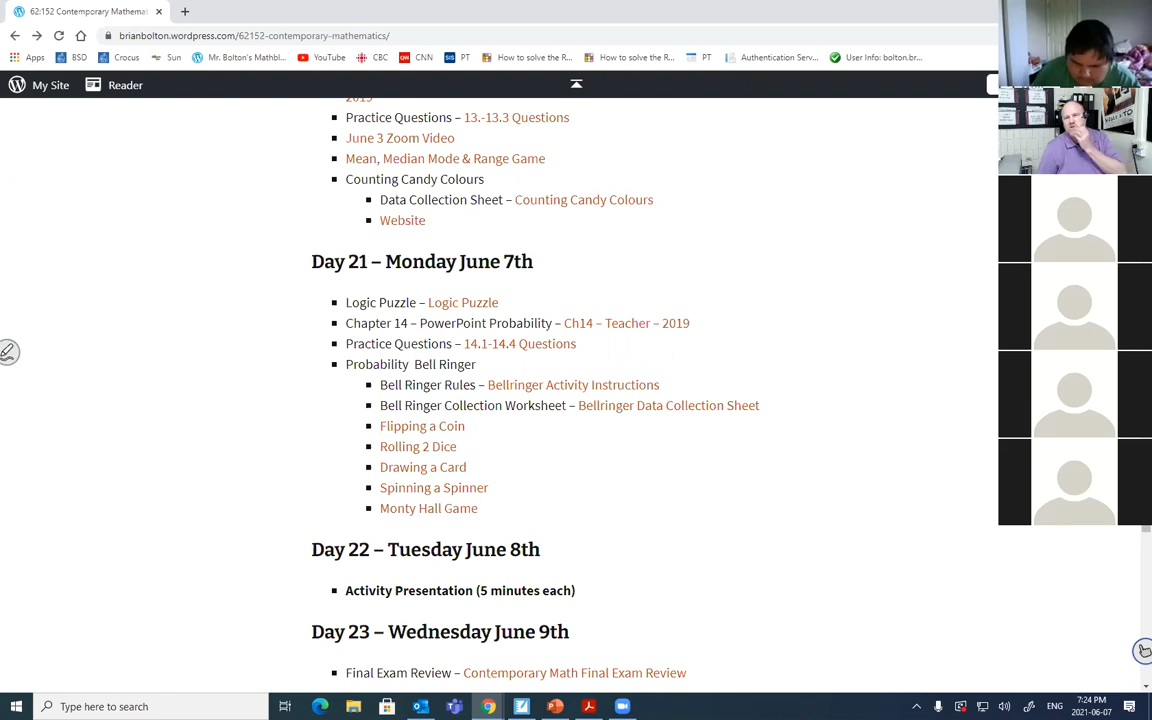 62:152 Contemporary Mathemat
brianbolton.wordpress.com/62152-contemporary-mathematics/
Apps BSD Crocus Sun Mr. Bolton's Mathbl... YouTube CBC CNN PT How to solve the R... How to solve the R... PT Authentication Serv... User Info: bolton.br...
My Site Reader
2019
Practice Questions – 13.-13.3 Questions
June 3 Zoom Video
Mean, Median Mode & Range Game
Counting Candy Colours
Data Collection Sheet – Counting Candy Colours
Website
Day 21 – Monday June 7th
Logic Puzzle – Logic Puzzle
Chapter 14 – PowerPoint Probability – Ch14 – Teacher – 2019
Practice Questions – 14.1-14.4 Questions
Probability Bell Ringer
Bell Ringer Rules – Bellringer Activity Instructions
Bell Ringer Collection Worksheet – Bellringer Data Collection Sheet
Flipping a Coin
Rolling 2 Dice
Drawing a Card
Spinning a Spinner
Monty Hall Game
Day 22 – Tuesday June 8th
Activity Presentation (5 minutes each)
Day 23 – Wednesday June 9th
Final Exam Review – Contemporary Math Final Exam Review
Type here to search
ENG
7:24 PM
2021-06-07